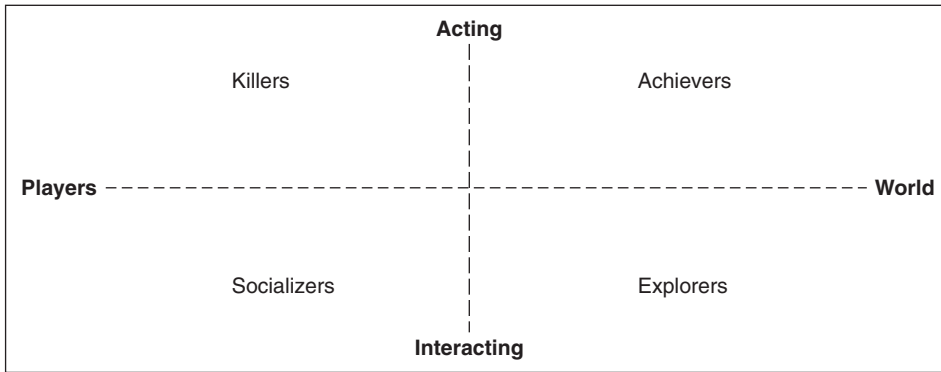 Acting
Killers Achievers
Players World
Socializers Explorers
Interacting